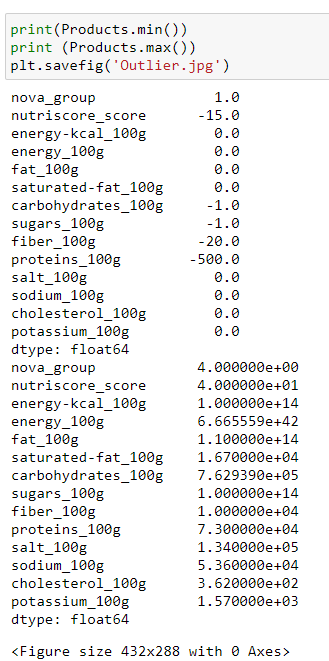 print(Products.min())
print (Products.max())
plt.savefig('Outlier.jpg')
nova_group 1.0
nutriscore_score -15.0
energy-kcal_100g 0.0
energy_100g 0.0
fat_100g 0.0
saturated-fat_100g 0.0
carbohydrates_100g -1.0
sugars_100g -1.0
fiber_100g -20.0
proteins_100g -500.0
salt_100g 0.0
sodium_100g 0.0
cholesterol_100g 0.0
potassium_100g 0.0
dtype: float64
nova_group 4.000000e+00
nutriscore_score 4.000000e+01
energy-kcal_100g 1.000000e+14
energy_100g 6.665559e+42
fat_100g 1.100000e+14
saturated-fat_100g 1.670000e+04
carbohydrates_100g 7.629390e+05
sugars_100g 1.000000e+14
fiber_100g 1.000000e+04
proteins_100g 7.300000e+04
salt_100g 1.340000e+05
sodium_100g 5.360000e+04
cholesterol_100g 3.620000e+02
potassium_100g 1.570000e+03
dtype: float64
<Figure size 432x288 with 0 Axes>